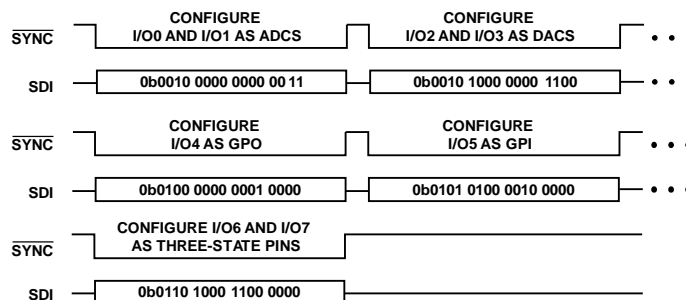 CONFIGURE CONFIGURE
SYNC I/O0 AND I/O1 AS ADCS I/O2 AND I/O3 AS DACS
SDI 0b0010 0000 0000 0011 0b0010 1000 0000 1100
CONFIGURE CONFIGURE
SYNC I/O4 AS GPO I/O5 AS GPI
SDI 0b0100 0000 0001 0000 0b0101 0100 0010 0000
CONFIGURE I/O6 AND I/O7
SYNC AS THREE-STATE PINS
SDI 0b0110 1000 1100 0000